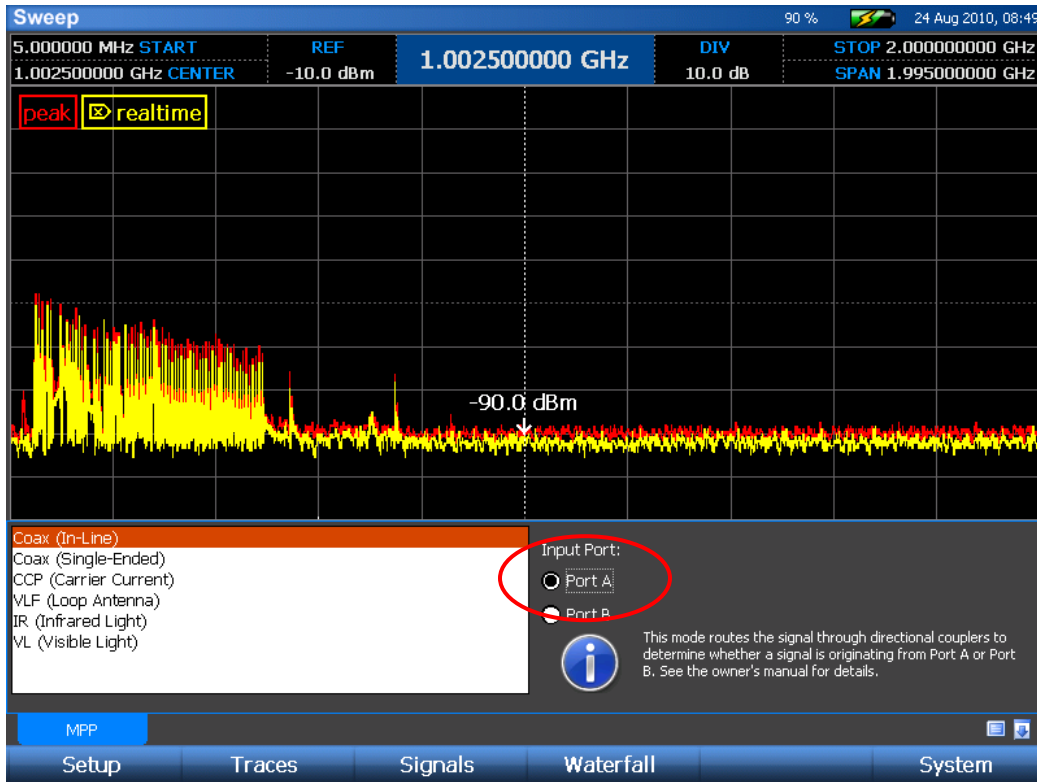 Sweep 90 % 24 Aug 2010, 08:49
5.000000 MHz START REF 1.002500000 GHz DIV STOP 2.000000000 GHz
1.002500000 GHz CENTER -10.0 dBm 10.0 dB SPAN 1.995000000 GHz
peak realtime
-90.0 dBm
Coax (In-Line)
Coax (Single-Ended)
CCP (Carrier Current)
VLF (Loop Antenna)
IR (Infrared Light)
VL (Visible Light)
Input Port:
Port A
Port B
This mode routes the signal through directional couplers to
determine whether a signal is originating from Port A or Port
B. See the owner's manual for details.
MPP
Setup Traces Signals Waterfall System